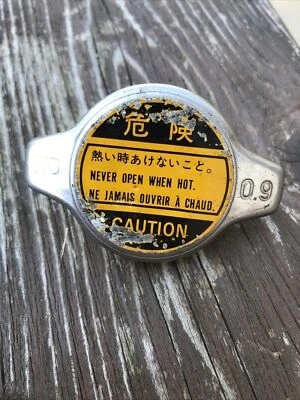 危険
熱い時あけないこと。
NEVER OPEN WHEN HOT.
NE JAMAIS OUVRIR À CHAUD.
CAUTION
0.9